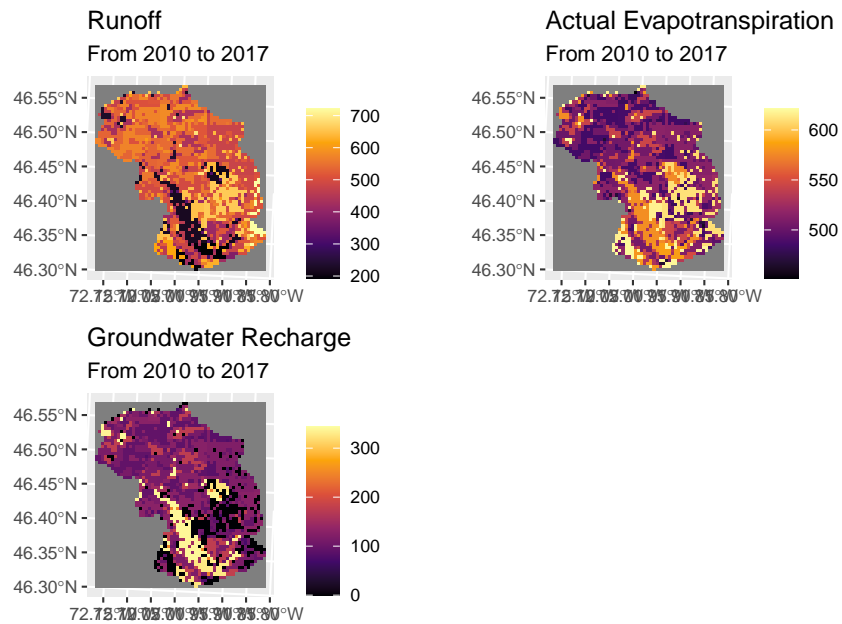 Runoff
From 2010 to 2017
46.55°N
46.50°N
46.45°N
46.40°N
46.35°N
46.30°N
700
600
500
400
300
200
Actual Evapotranspiration
From 2010 to 2017
46.55°N
46.50°N
46.45°N
46.40°N
46.35°N
46.30°N
600
550
500
Groundwater Recharge
From 2010 to 2017
46.55°N
46.50°N
46.45°N
46.40°N
46.35°N
46.30°N
300
200
100
0